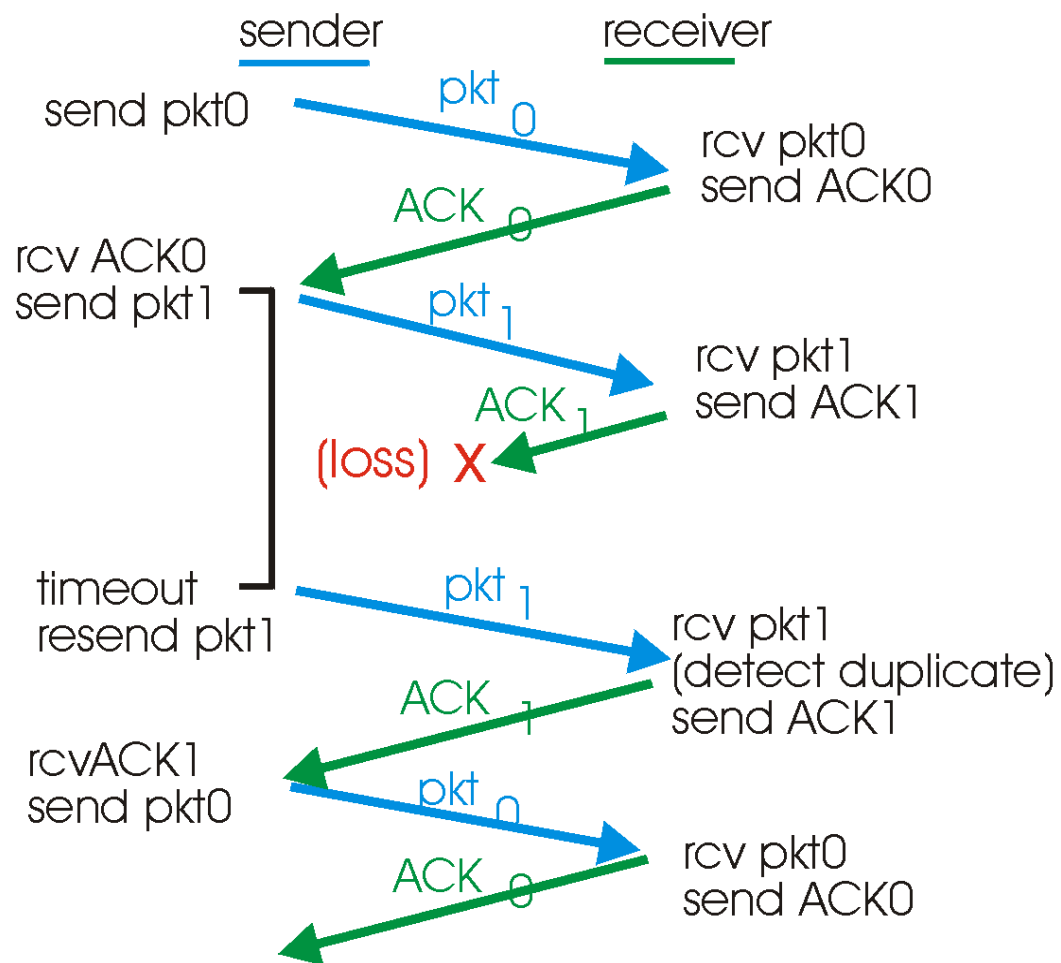 sender
receiver
send pkt0
pkt 0
rcv pkt0
send ACK0
ACK 0
rcv ACK0
send pkt1
pkt 1
rcv pkt1
send ACK1
ACK 1
(loss) X
timeout
resend pkt1
pkt 1
rcv pkt1
(detect duplicate)
send ACK1
ACK 1
rcvACK1
send pkt0
pkt 0
rcv pkt0
send ACK0
ACK 0